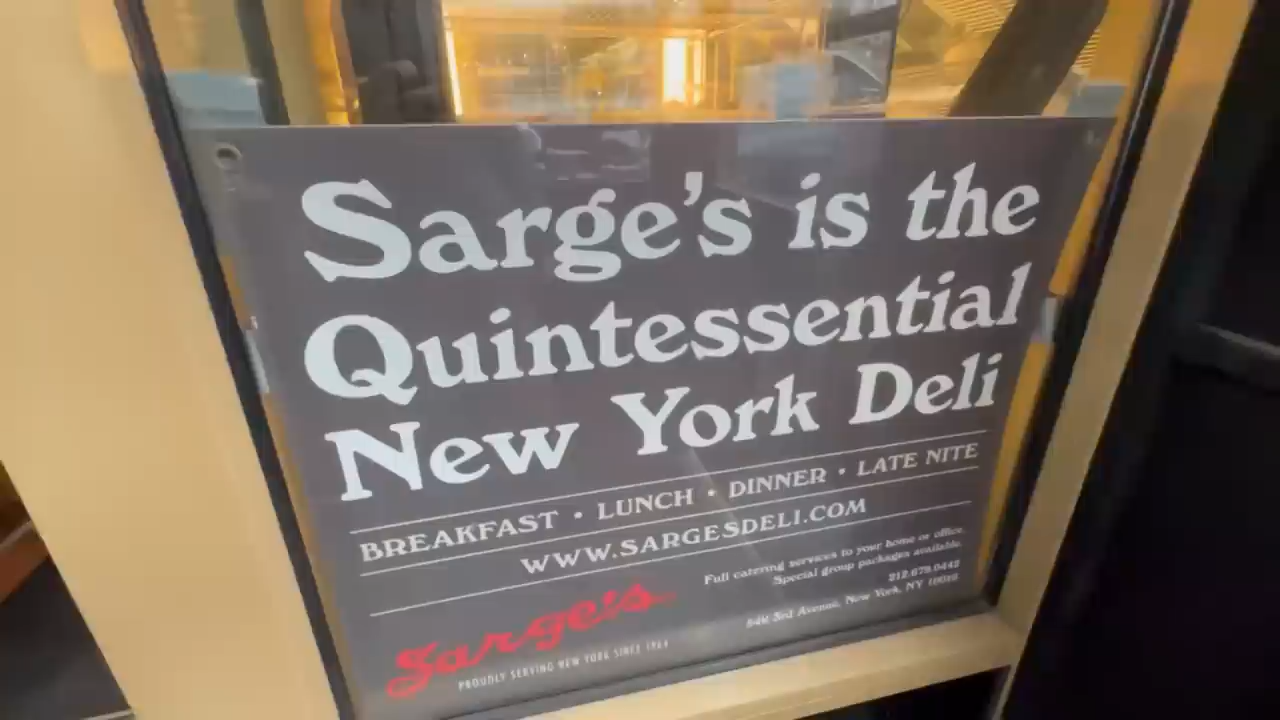 Sarge's is the
Quintessential
New York Deli
BREAKFAST • LUNCH • DINNER • LATE NITE
WWW.SARGESDELI.COM
Full catering services to your home or office.
Special group packages available.
212.679.0442
548 3rd Avenue, New York, NY 10016
Sarge's
PROUDLY SERVING NEW YORK SINCE 1964